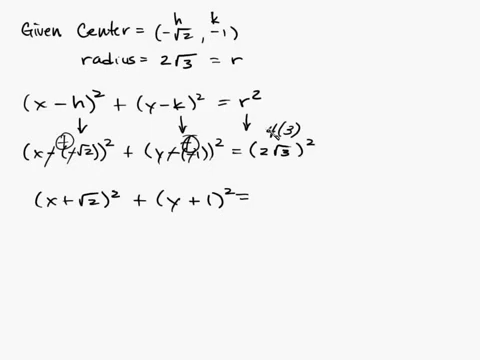 Given Center = (-√2, -1)
h k
radius = 2√3 = r
(x - h)² + (y - k)² = r²
4(3)
+ +
(x - (-√2))² + (y - (-1))² = (2√3)²
(x + √2)² + (y + 1)² =